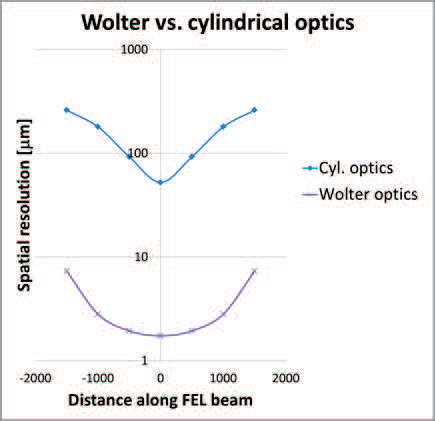 Wolter vs. cylindrical optics
1000
100
10
1
-2000 -1000 0 1000 2000
Spatial resolution [µm]
Distance along FEL beam
Cyl. optics
Wolter optics